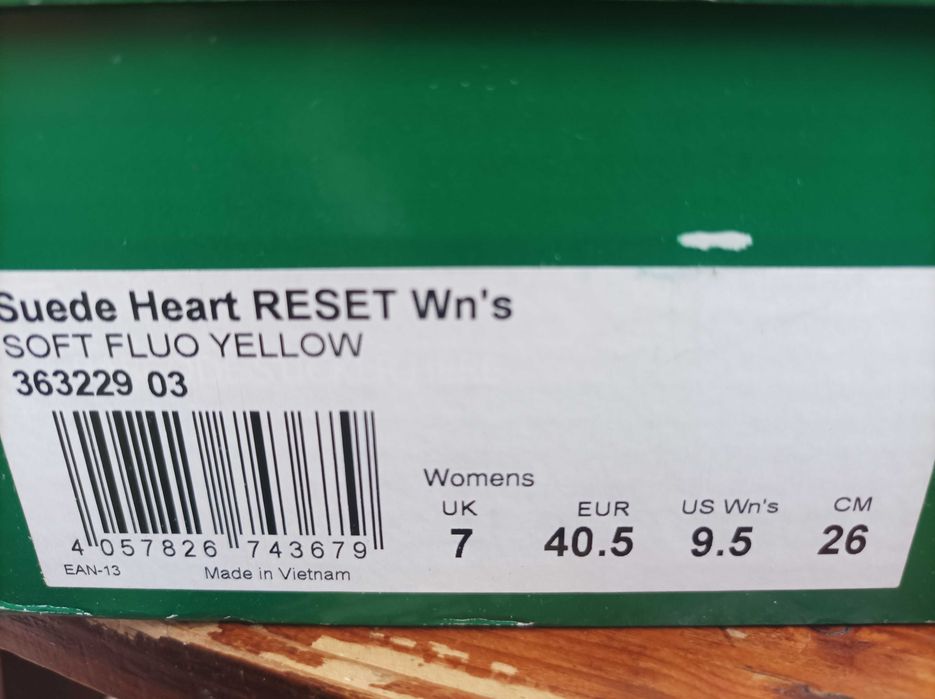 Suede Heart RESET Wn's
SOFT FLUO YELLOW
363229 03
4 057826 743679
EAN-13
Made in Vietnam
Womens
UK EUR US Wn's CM
7 40.5 9.5 26